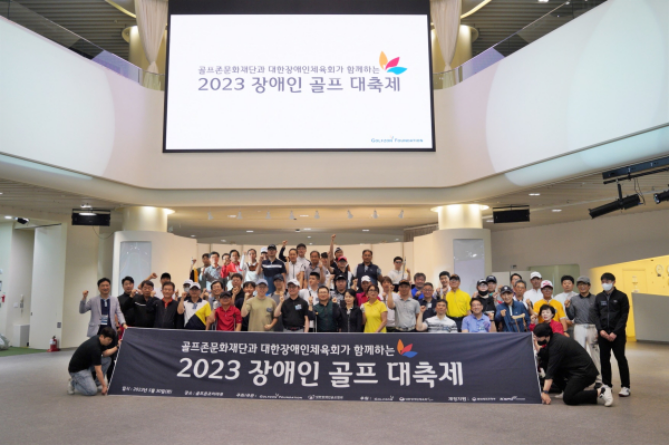 골프존문화재단과 대한장애인체육회가 함께하는
2023 장애인 골프 대축제
Golfzon Foundation
골프존문화재단과 대한장애인체육회가 함께하는
2023 장애인 골프 대축제